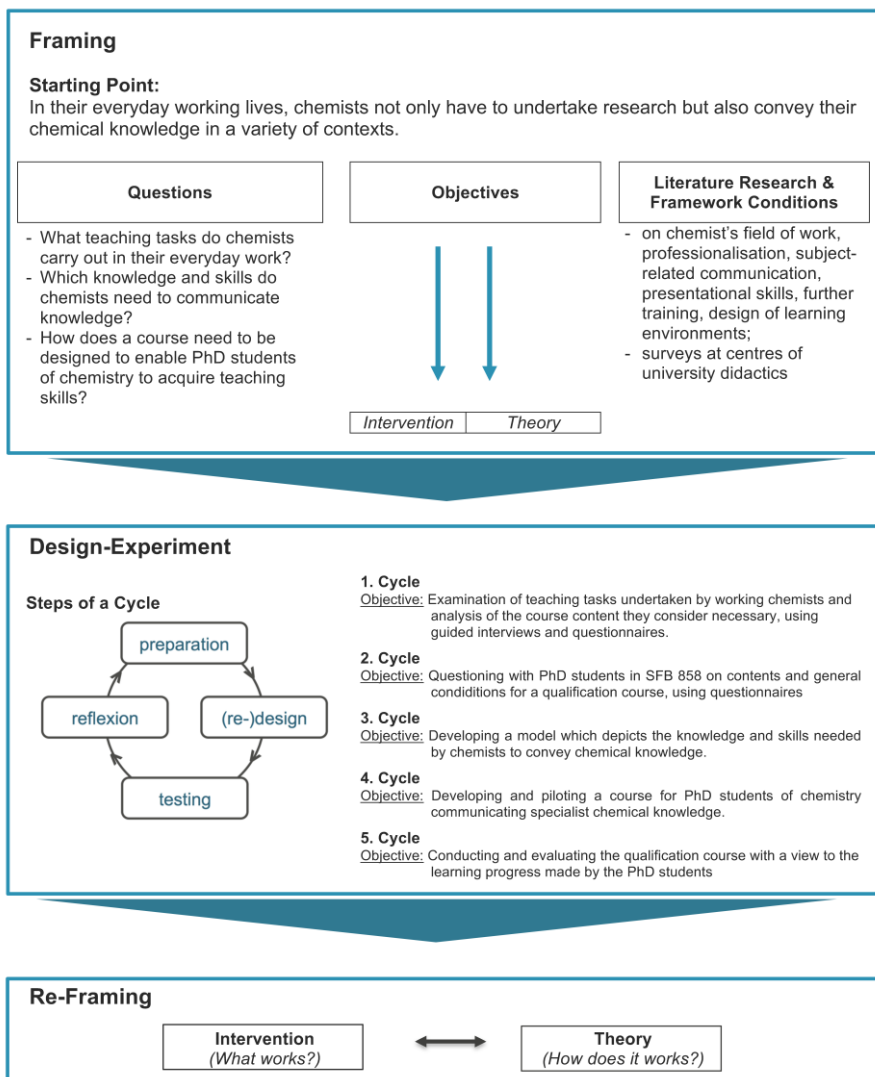 Framing
Starting Point:
In their everyday working lives, chemists not only have to undertake research but also convey their
chemical knowledge in a variety of contexts.
Questions
- What teaching tasks do chemists
carry out in their everyday work?
- Which knowledge and skills do
chemists need to communicate
knowledge?
- How does a course need to be
designed to enable PhD students
of chemistry to acquire teaching
skills?
Objectives
Intervention
Theory
Literature Research &
Framework Conditions
- on chemist's field of work,
professionalisation, subject-
related communication,
presentational skills, further
training, design of learning
environments;
- surveys at centres of
university didactics
Design-Experiment
Steps of a Cycle
preparation
(re-)design
testing
reflexion
1. Cycle
Objective: Examination of teaching tasks undertaken by working chemists and
analysis of the course content they consider necessary, using
guided interviews and questionnaires.
2. Cycle
Objective: Questioning with PhD students in SFB 858 on contents and general
condiditions for a qualification course, using questionnaires
3. Cycle
Objective: Developing a model which depicts the knowledge and skills needed
by chemists to convey chemical knowledge.
4. Cycle
Objective: Developing and piloting a course for PhD students of chemistry
communicating specialist chemical knowledge.
5. Cycle
Objective: Conducting and evaluating the qualification course with a view to the
learning progress made by the PhD students
Re-Framing
Intervention
(What works?)
Theory
(How does it works?)